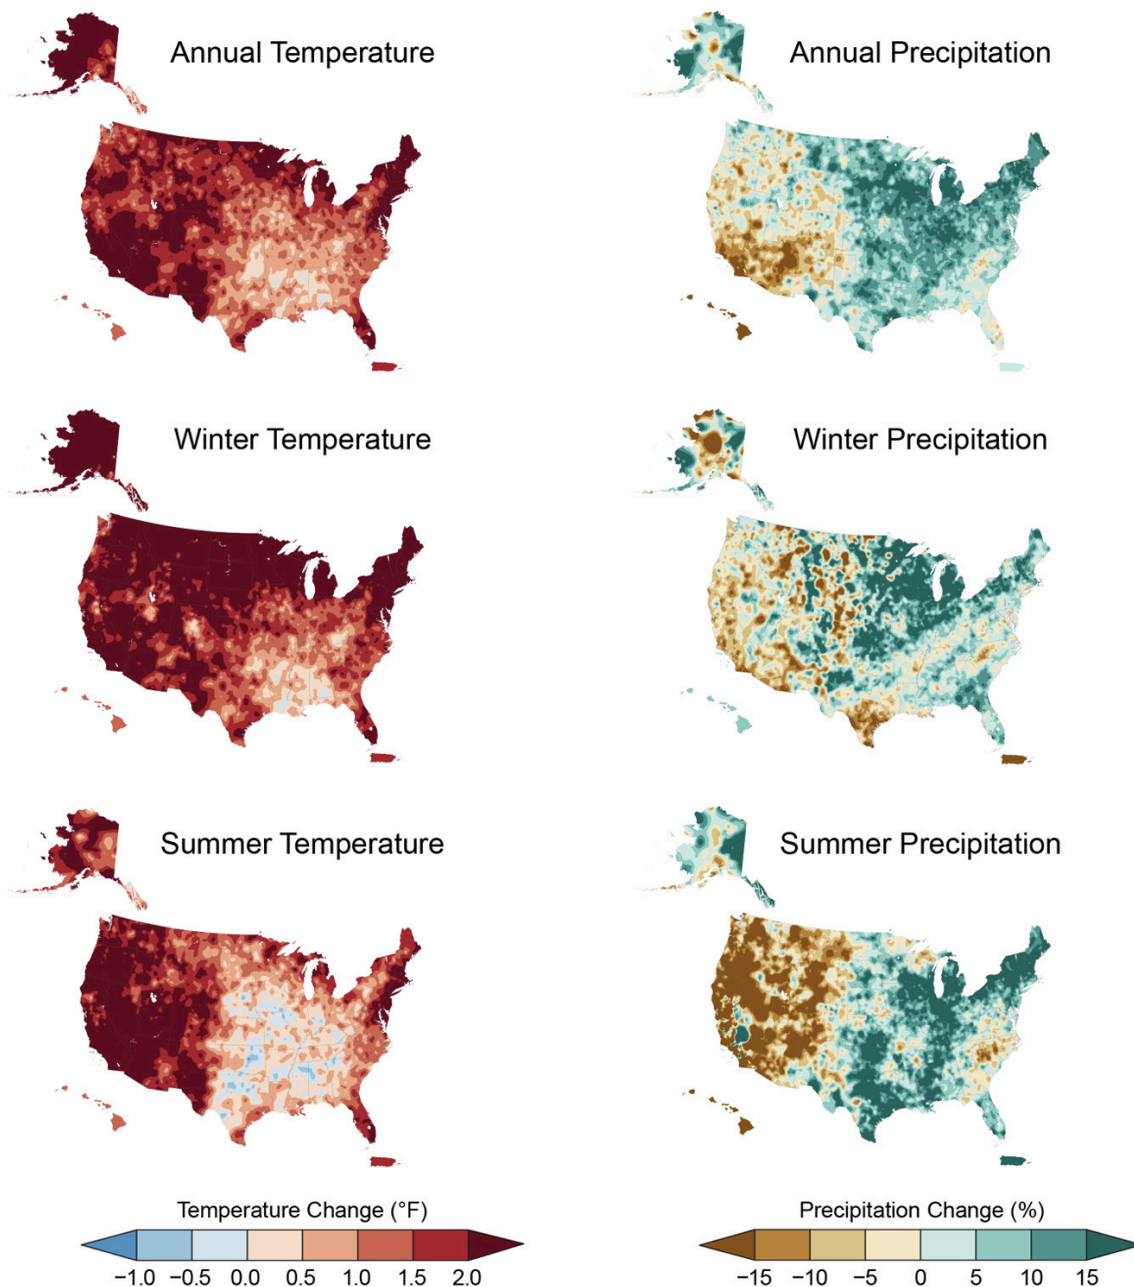 Annual Temperature
Annual Precipitation
Winter Temperature
Winter Precipitation
Summer Temperature
Summer Precipitation
Temperature Change (°F)
−1.0 −0.5 0.0 0.5 1.0 1.5 2.0
Precipitation Change (%)
−15 −10 −5 0 5 10 15